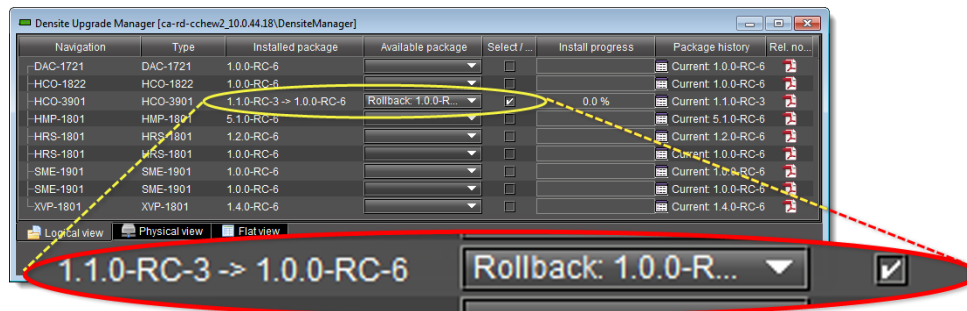 Densite Upgrade Manager [ca-rd-cchew2_10.0.44.18\DensiteManager]
Navigation Type Installed package Available package Select /... Install progress Package history Rel. no...
DAC-1721 DAC-1721 1.0.0-RC-6 Current: 1.0.0-RC-6
HCO-1822 HCO-1822 1.0.0-RC-6 Current: 1.0.0-RC-6
HCO-3901 HCO-3901 1.1.0-RC-3 -> 1.0.0-RC-6 Rollback: 1.0.0-R... 0.0 % Current: 1.1.0-RC-3
HMP-1801 HMP-1801 5.1.0-RC-6 Current: 5.1.0-RC-6
HRS-1801 HRS-1801 1.2.0-RC-6 Current: 1.2.0-RC-6
HRS-1801 HRS-1801 1.0.0-RC-6 Current: 1.0.0-RC-6
SME-1901 SME-1901 1.0.0-RC-6 Current: 1.0.0-RC-6
SME-1901 SME-1901 1.0.0-RC-6 Current: 1.0.0-RC-6
XVP-1801 XVP-1801 1.4.0-RC-6 Current: 1.4.0-RC-6
Logical view Physical view Flat view
1.1.0-RC-3 -> 1.0.0-RC-6 Rollback: 1.0.0-R...